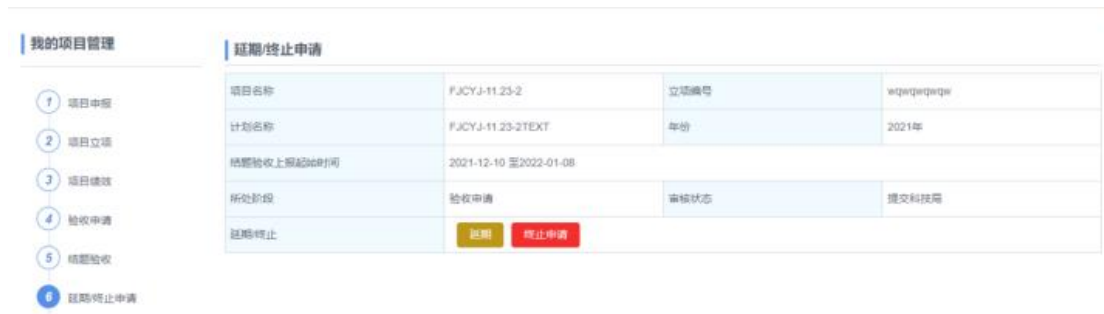 我的项目管理
1 项目申报
2 项目立项
3 项目绩效
4 验收申请
5 结题验收
6 延期/终止申请
延期/终止申请
项目名称 FJCYJ-11.23-2 立项编号 wqwqwqwqw
计划名称 FJCYJ-11.23-2TEXT 年份 2021年
结题验收上报起始时间 2021-12-10 至2022-01-08
所处阶段 验收申请 审核状态 提交科技局
延期/终止 延期 终止申请